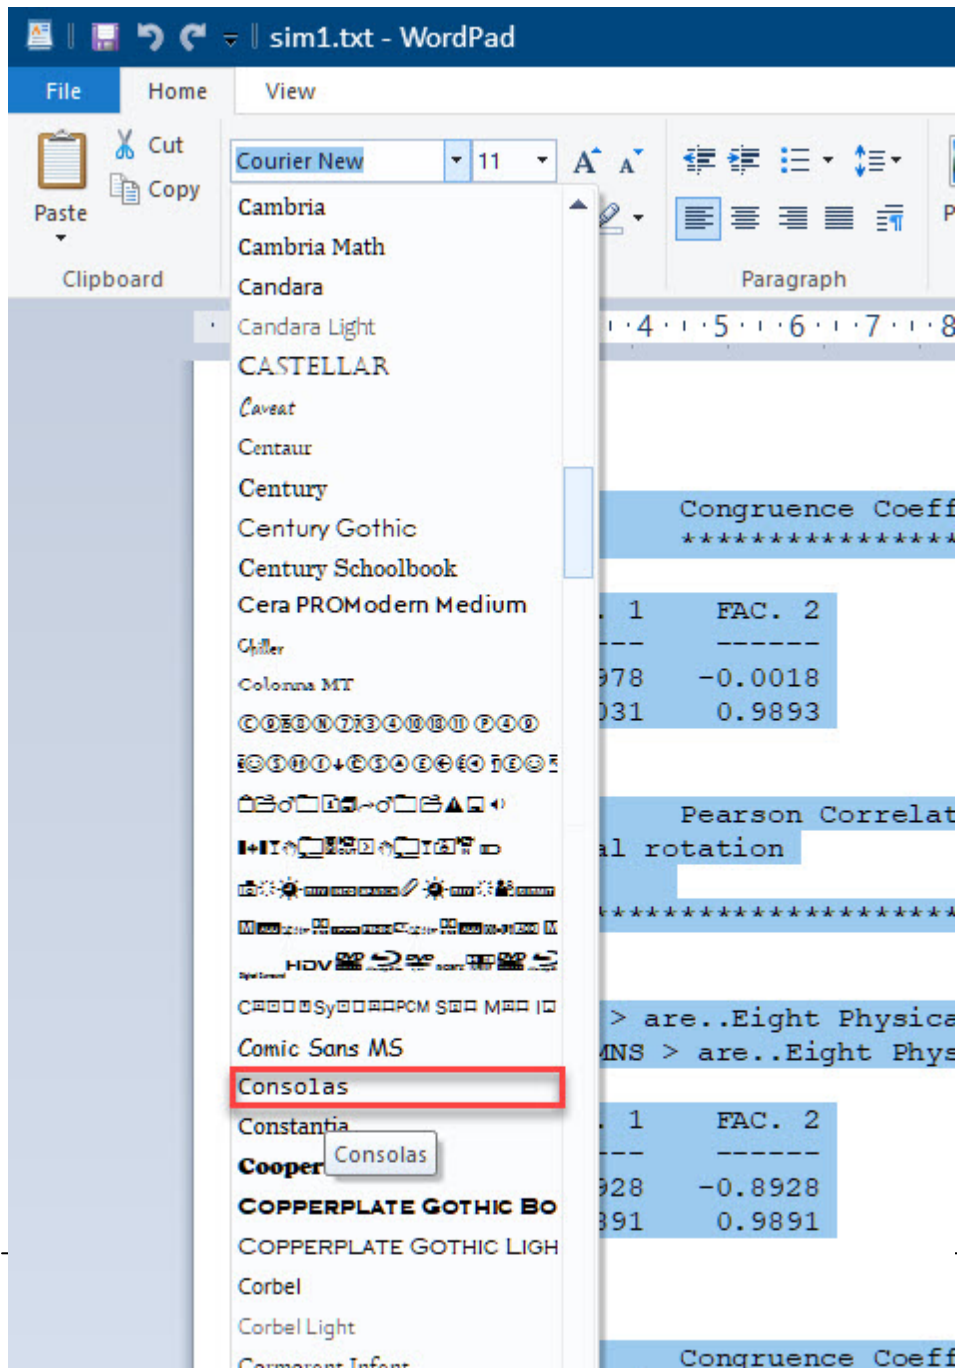 sim1.txt - WordPad
File Home View
Cut
Copy
Paste
Clipboard
Courier New 11
Paragraph
4 5 6 7 8
Cambria
Cambria Math
Candara
Candara Light
CASTELLAR
Caveat
Centaur
Century
Century Gothic
Century Schoolbook
Cera PROModern Medium
Chiller
Colonna MT
Comic Sans MS
Consolas
Constantia
Consolas
Cooper
COPPERPLATE GOTHIC BO
COPPERPLATE GOTHIC LIGH
Corbel
Corbel Light
Cormorant Infant
Congruence Coeff
*****************
. 1 FAC. 2
--- ------
978 -0.0018
031 0.9893
Pearson Correlat
al rotation
*********************
> are..Eight Physica
MNS > are..Eight Phys
. 1 FAC. 2
--- ------
928 -0.8928
891 0.9891
Congruence Coeff